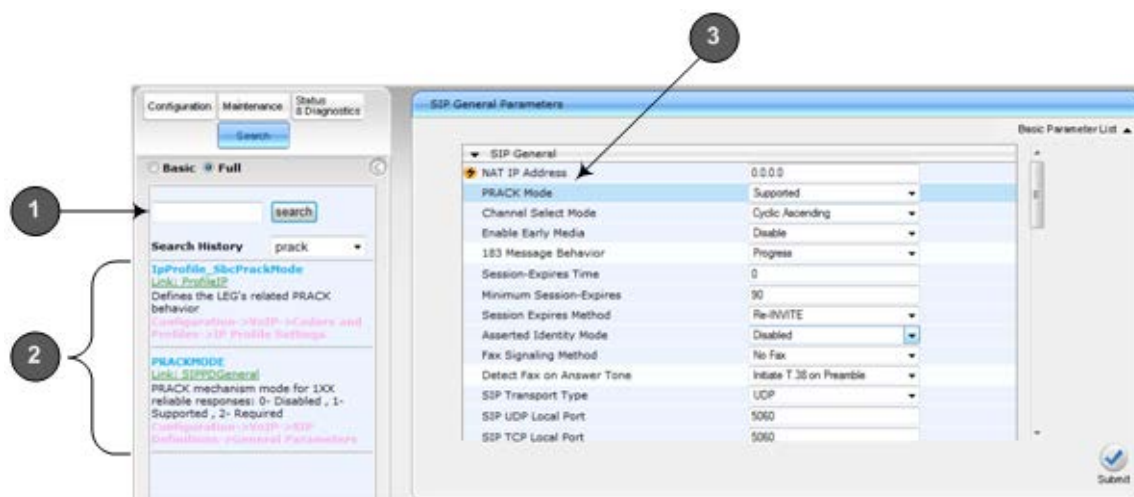 3
Configuration Maintenance Status & Diagnostics
Search
Basic Full
1
search
Search History prack
2
IpProfile_SbcPrackMode
Link: ProfileIP
Defines the LEG's related PRACK
behavior
Configuration->VoIP->Coders and
Profiles->IP Profile Settings
PRACKMODE
Link: SIPPDGeneral
PRACK mechanism mode for 1XX
reliable responses: 0- Disabled , 1-
Supported , 2- Required
Configuration->VoIP->SIP
Definitions->General Parameters
SIP General Parameters
Basic Parameter List
SIP General
NAT IP Address 0.0.0.0
PRACK Mode Supported
Channel Select Mode Cyclic Ascending
Enable Early Media Disable
183 Message Behavior Progress
Session-Expires Time 0
Minimum Session-Expires 90
Session Expires Method Re-INVITE
Asserted Identity Mode Disabled
Fax Signaling Method No Fax
Detect Fax on Answer Tone Initiate T.38 on Preamble
SIP Transport Type UDP
SIP UDP Local Port 5060
SIP TCP Local Port 5060
Submit